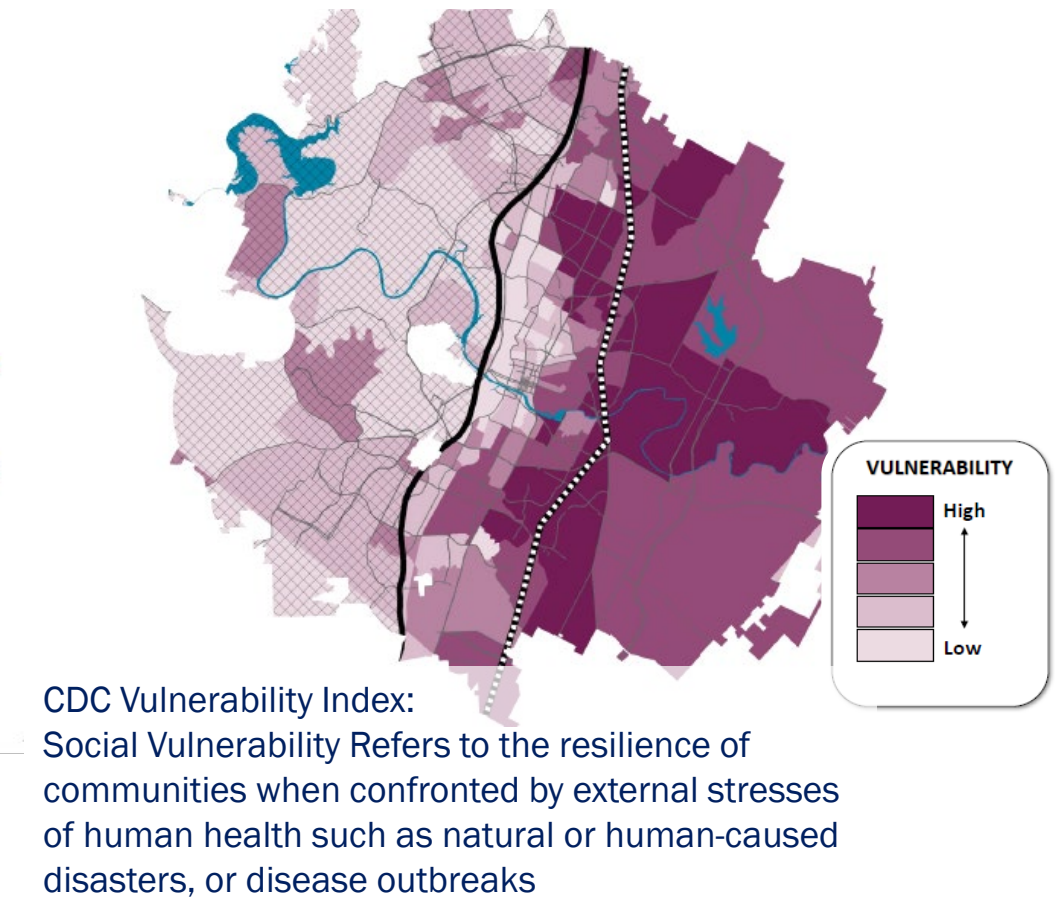 VULNERABILITY
High
Low
CDC Vulnerability Index:
Social Vulnerability Refers to the resilience of
communities when confronted by external stresses
of human health such as natural or human-caused
disasters, or disease outbreaks